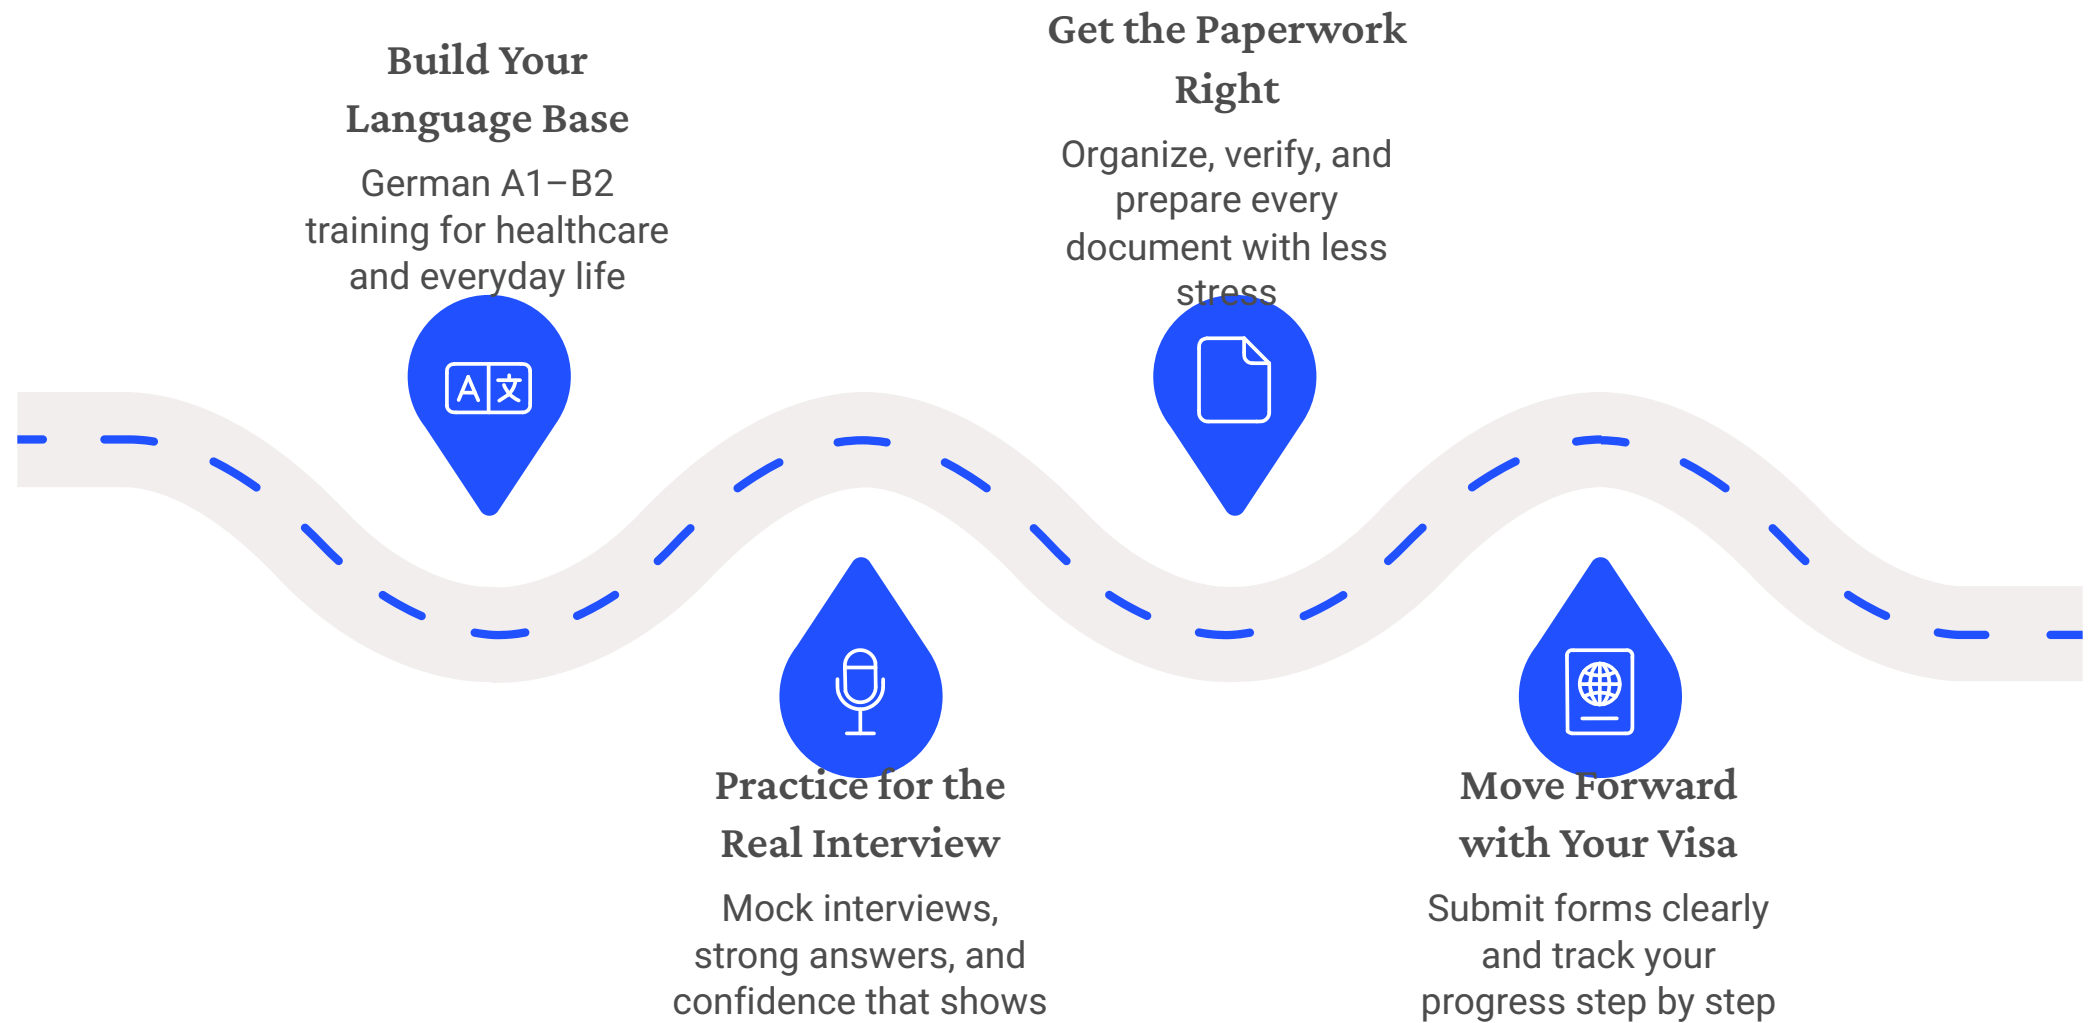 Build Your
Language Base
German A1–B2
training for healthcare
and everyday life
Practice for the
Real Interview
Mock interviews,
strong answers, and
confidence that shows
Get the Paperwork
Right
Organize, verify, and
prepare every
document with less
stress
Move Forward
with Your Visa
Submit forms clearly
and track your
progress step by step
A 文